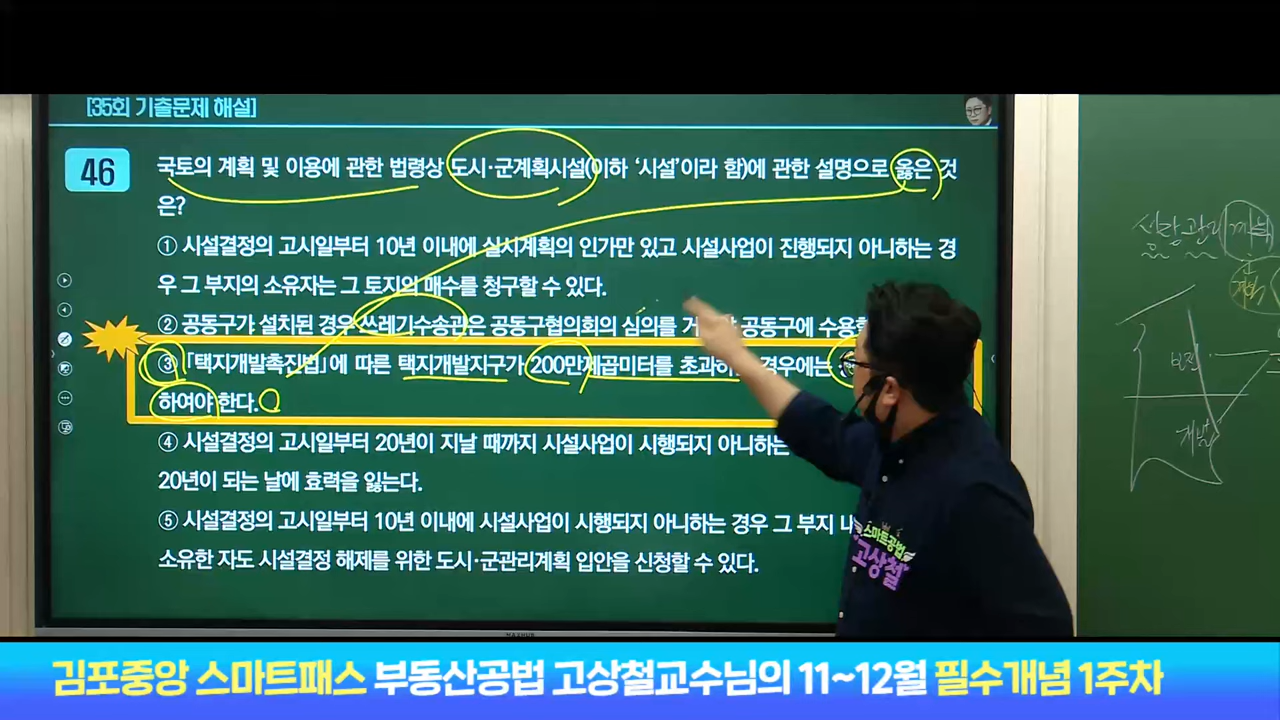 [35회 기출문제 해설]
46 국토의 계획 및 이용에 관한 법령상 도시·군계획시설(이하 ‘시설’이라 함)에 관한 설명으로 옳은 것
은?
① 시설결정의 고시일부터 10년 이내에 실시계획의 인가만 있고 시설사업이 진행되지 아니하는 경
우 그 부지의 소유자는 그 토지의 매수를 청구할 수 있다.
② 공동구가 설치된 경우 쓰레기수송관은 공동구협의회의 심의를 거 공동구에 수용
③ 「택지개발촉진법」에 따른 택지개발지구가 200만제곱미터를 초과하 경우에는
하여야 한다.
④ 시설결정의 고시일부터 20년이 지날 때까지 시설사업이 시행되지 아니하는
20년이 되는 날에 효력을 잃는다.
⑤ 시설결정의 고시일부터 10년 이내에 시설사업이 시행되지 아니하는 경우 그 부지 내
소유한 자도 시설결정 해제를 위한 도시·군관리계획 입안을 신청할 수 있다.
스마트공법
고상철
김포중앙 스마트패스 부동산공법 고상철교수님의 11~12월 필수개념 1주차